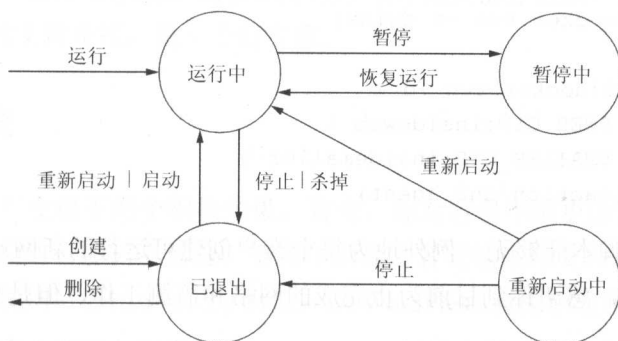 运行
运行中
暂停
恢复运行
暂停中
重新启动 | 启动
停止 | 杀掉
重新启动
创建
删除
已退出
停止
重新启动中